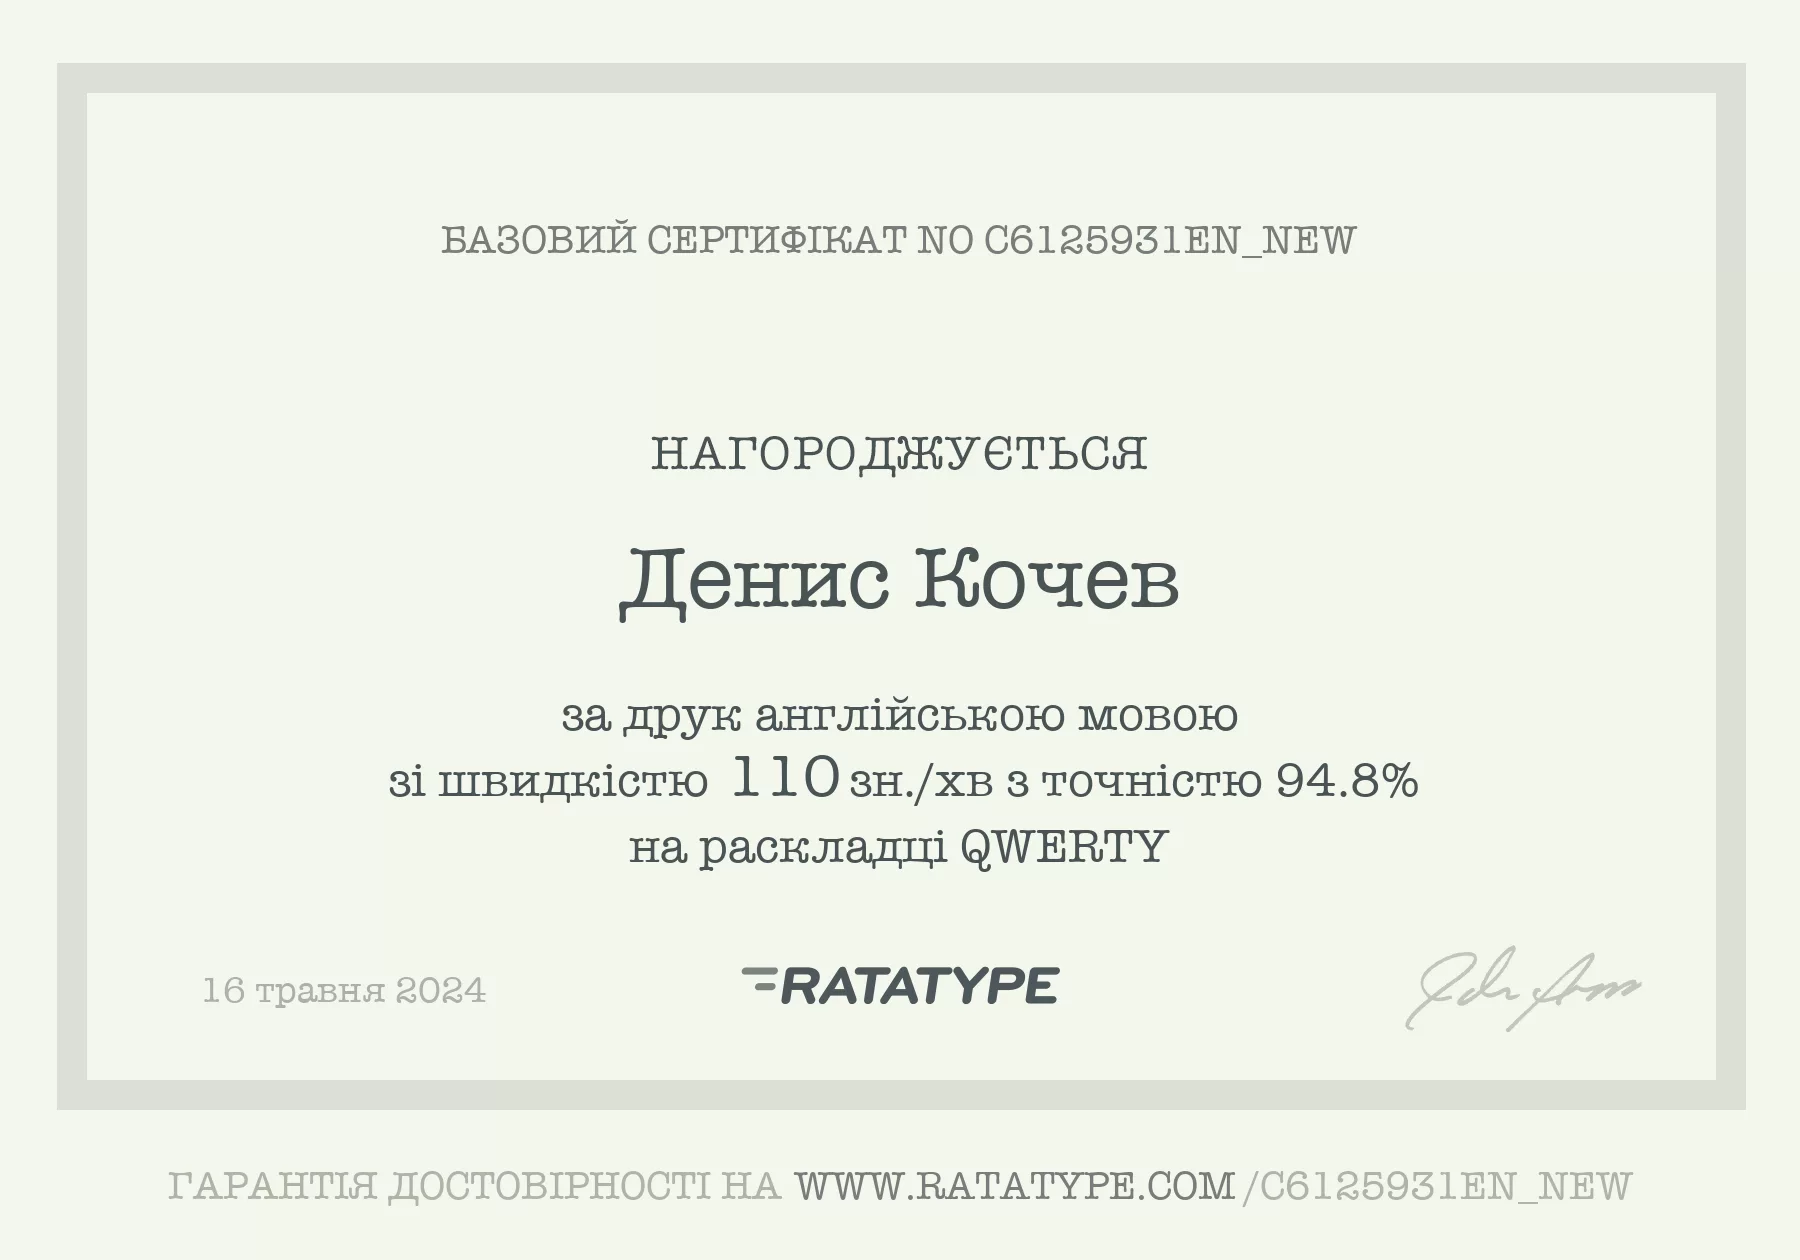 БАЗОВИЙ СЕРТИФІКАТ NO C6125931EN_NEW
НАГОРОДЖУЄТЬСЯ
Денис Кочев
за друк англійською мовою
зі швидкістю 110 зн./хв з точністю 94.8%
на раскладці QWERTY
16 травня 2024
RATATYPE
ГАРАНТІЯ ДОСТОВІРНОСТІ НА WWW.RATATYPE.COM/C6125931EN_NEW